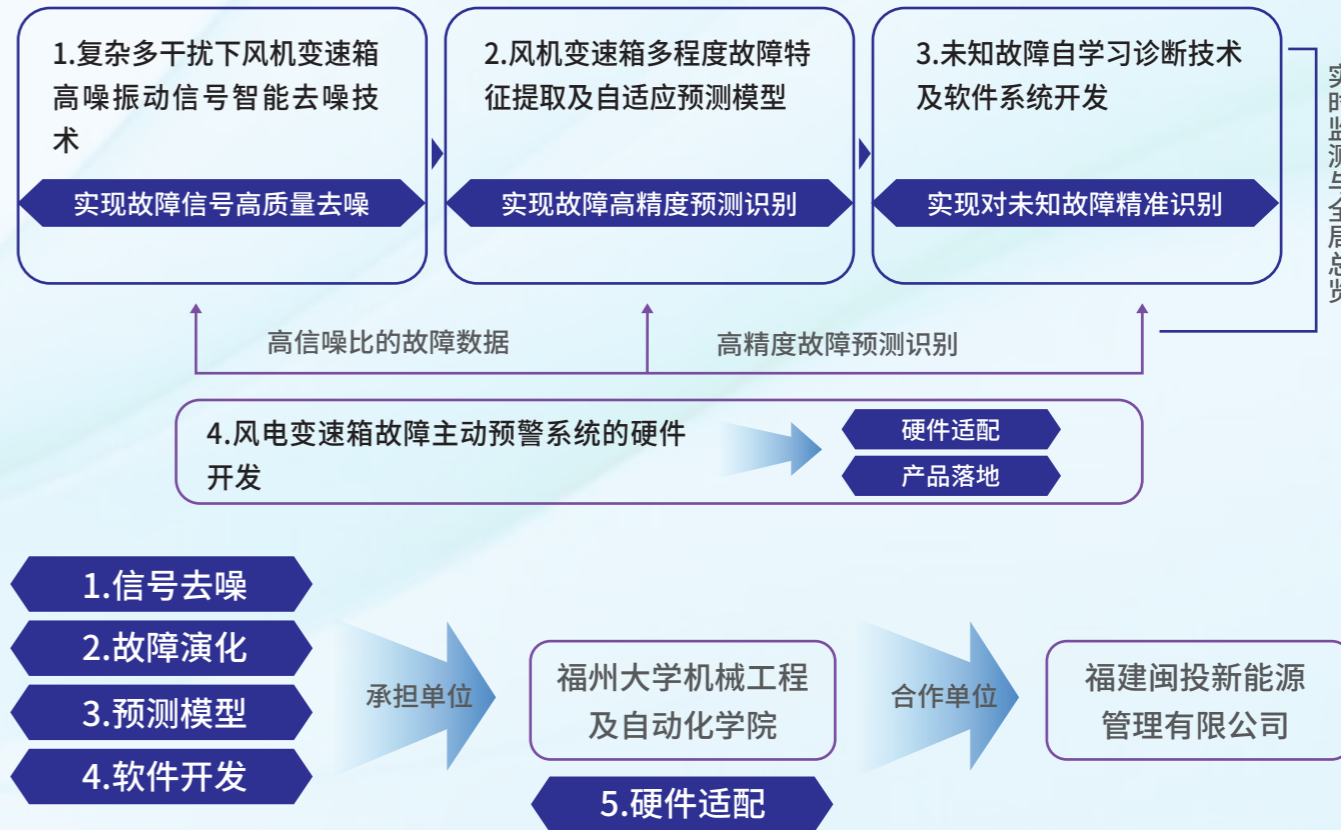 1.复杂多干扰下风机变速箱
高噪振动信号智能去噪技
术
实现故障信号高质量去噪
2.风机变速箱多程度故障特
征提取及自适应预测模型
实现故障高精度预测识别
3.未知故障自学习诊断技术
及软件系统开发
实现对未知故障精准识别
实时监测与全局总览
高信噪比的故障数据
高精度故障预测识别
4.风电变速箱故障主动预警系统的硬件
开发
硬件适配
产品落地
1.信号去噪
2.故障演化
3.预测模型
4.软件开发
承担单位
福州大学机械工程
及自动化学院
5.硬件适配
合作单位
福建闽投新能源
管理有限公司